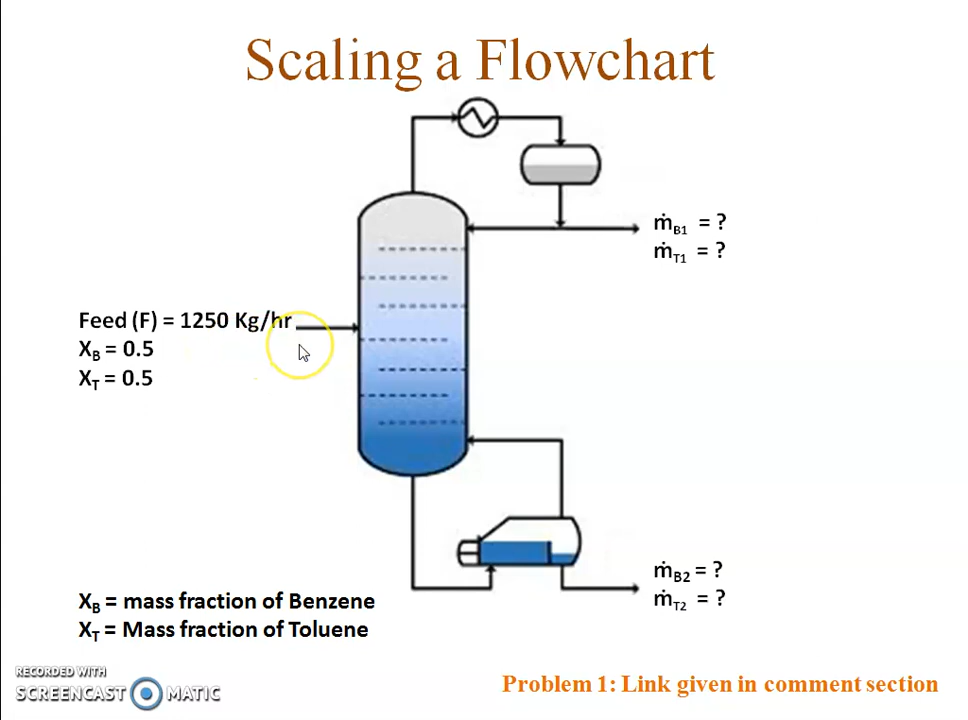 Scaling a Flowchart
ṁB1 = ?
ṁT1 = ?
Feed (F) = 1250 Kg/hr
XB = 0.5
XT = 0.5
ṁB2 = ?
ṁT2 = ?
XB = mass fraction of Benzene
XT = Mass fraction of Toluene
RECORDED WITH
SCREENCAST MATIC
Problem 1: Link given in comment section